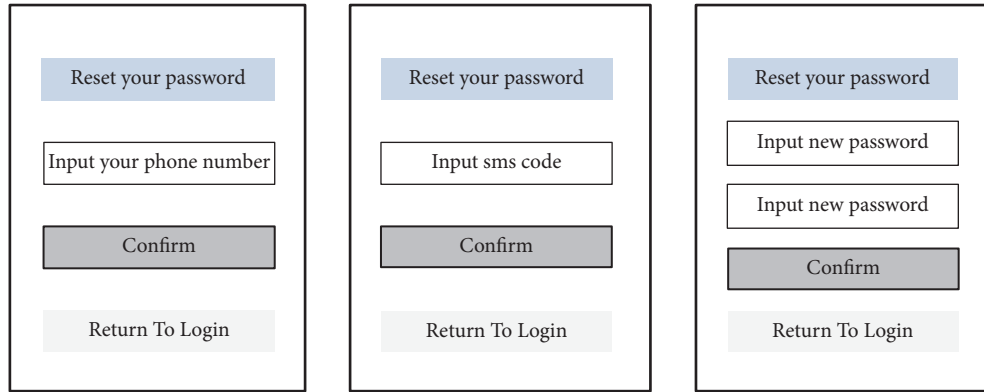 Reset your password
Input your phone number
Confirm
Return To Login
Reset your password
Input sms code
Confirm
Return To Login
Reset your password
Input new password
Input new password
Confirm
Return To Login